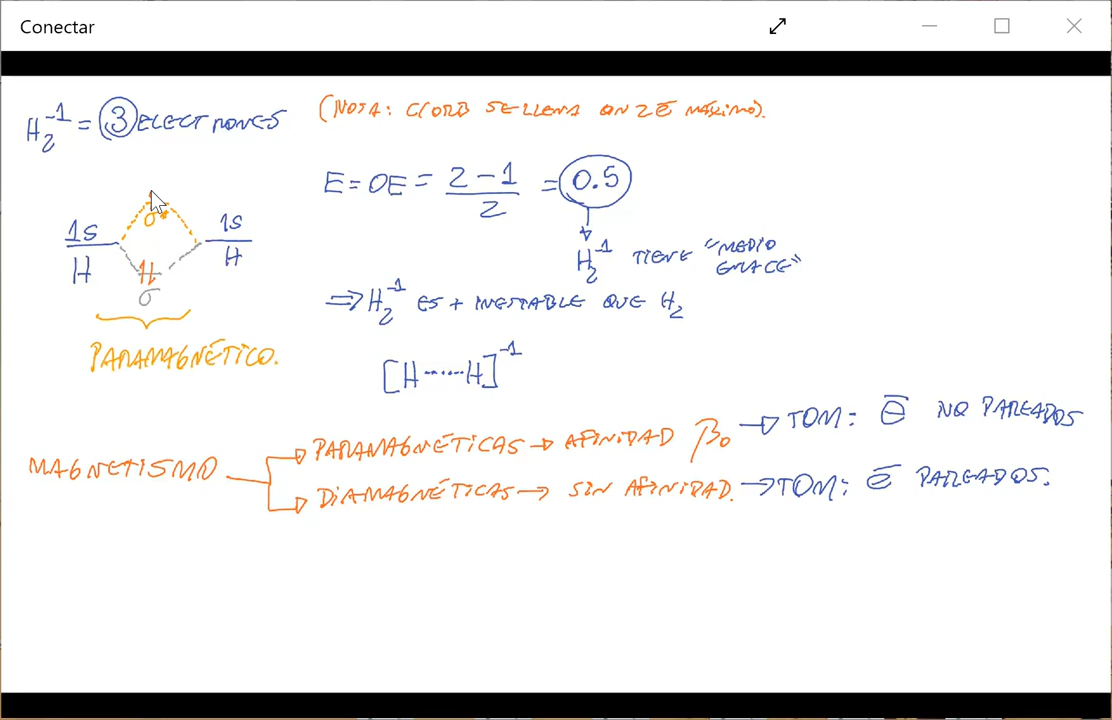 Conectar
H₂⁻¹ = 3 ELECTRONES
(NOTA: C/ORB SE LLENA CON 2ē MÁXIMO).
E = OE = 2 - 1 / 2 = 0.5
1S
σ*
1S
H
H
σ
H₂⁻¹ TIENE "MEDIO
ENLACE"
⇒ H₂⁻¹ ES + INESTABLE QUE H₂
PARAMAGNÉTICO.
[H······H]⁻¹
MAGNETISMO
PARAMAGNÉTICAS → AFINIDAD β₀ → TOM: ē NO PAREADOS
DIAMAGNÉTICAS → SIN AFINIDAD. → TOM: ē PAREADOS.